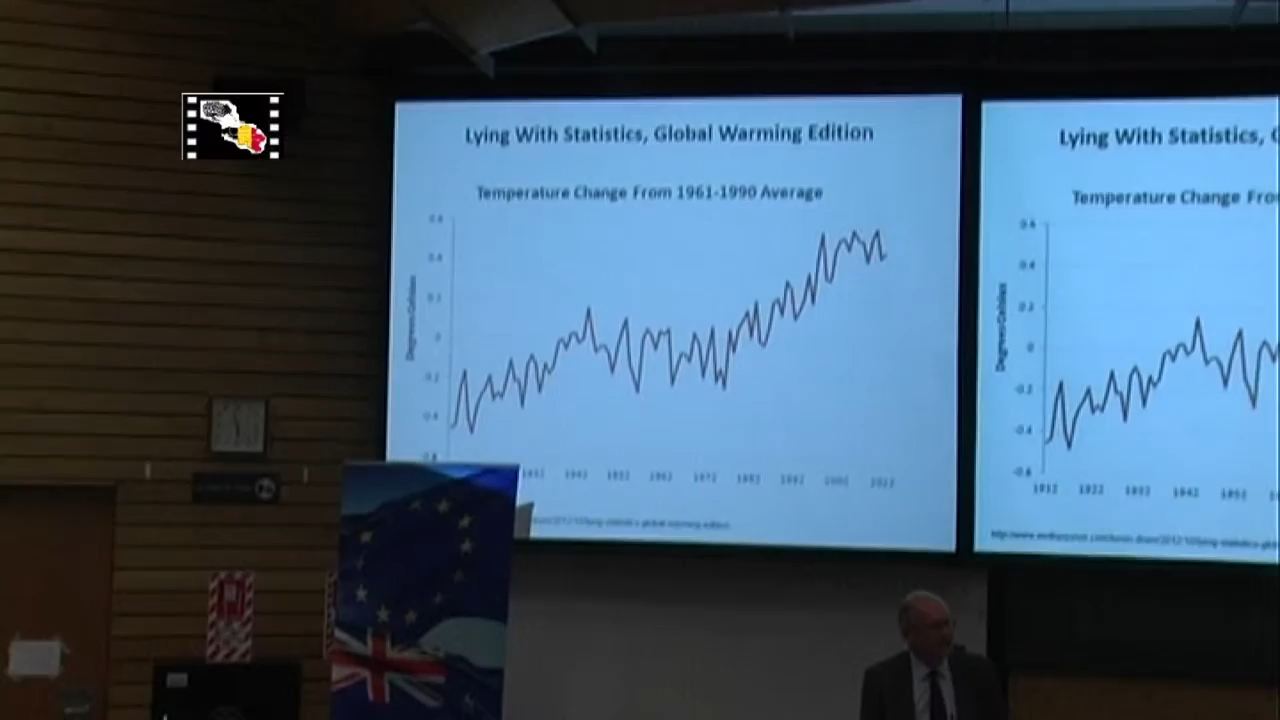 Lying With Statistics, Global Warming Edition
Temperature Change From 1961-1990 Average
0.6
0.4
0.2
0
-0.2
-0.4
-0.6
Degrees Celsius
1932 1942 1952 1962 1972 1982 1992 2002 2012
Lying With Statistics,
Temperature Change Fro
0.6
0.4
0.2
0
-0.2
-0.4
-0.6
Degrees Celsius
1912 1922 1932 1942 1952